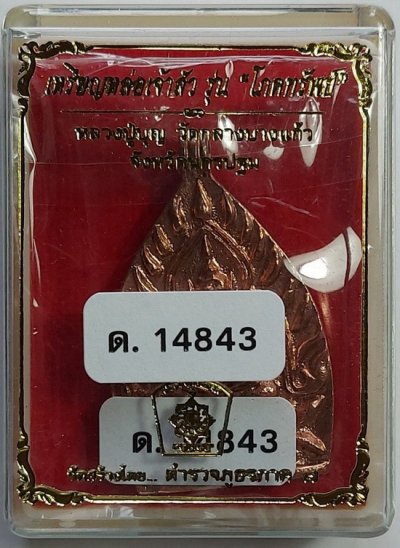 เหรียญหล่อเจ้าสัว รุ่น "โภคทรัพย์"
หลวงปู่บุญ วัดกลางบางแก้ว
จังหวัดนครปฐม
ด. 14843
ด. 14843
จัดสร้างโดย... ตำรวจภูธรภาค ๗